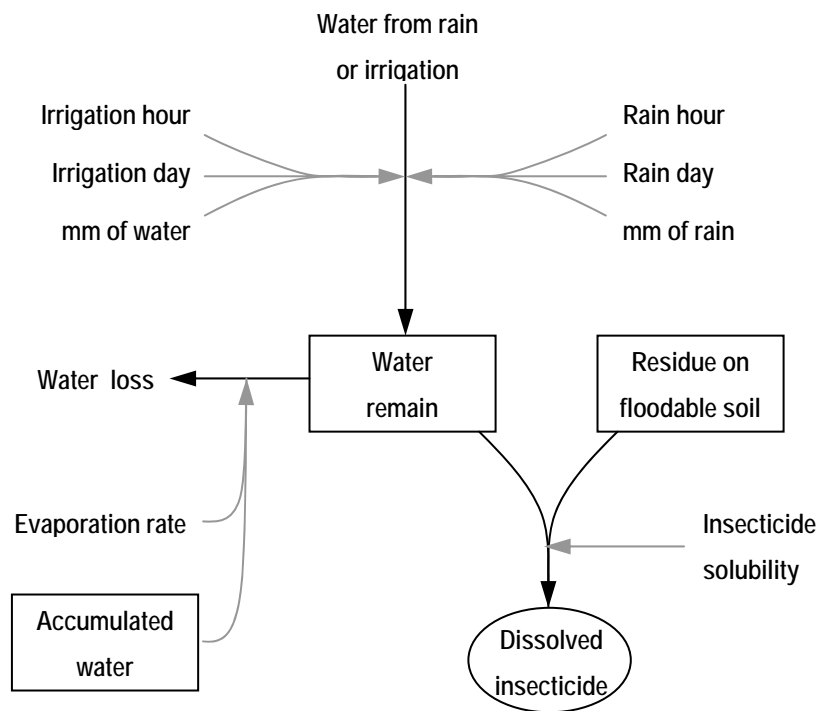 Water from rain
or irrigation
Irrigation hour
Irrigation day
mm of water
Rain hour
Rain day
mm of rain
Water loss
Water
remain
Residue on
floodable soil
Evaporation rate
Insecticide
solubility
Accumulated
water
Dissolved
insecticide